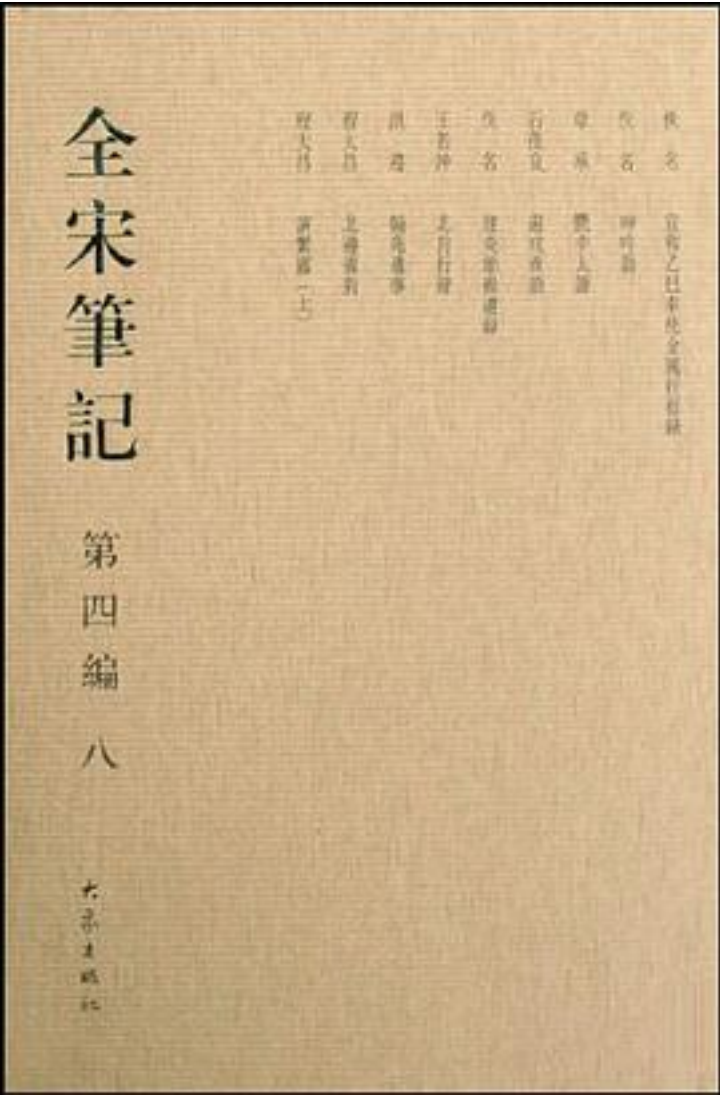 佚名 宣和乙巳奉使金國行程錄
佚名 呻吟語
韋承 甕中人語
石茂良 避戎夜話
佚名 建炎維揚遺錄
王若沖 北狩行錄
洪邁 翰苑遺事
程大昌 北邊備對
程大昌 演繁露（上）
全宋筆記 第四編 八
大象出版社